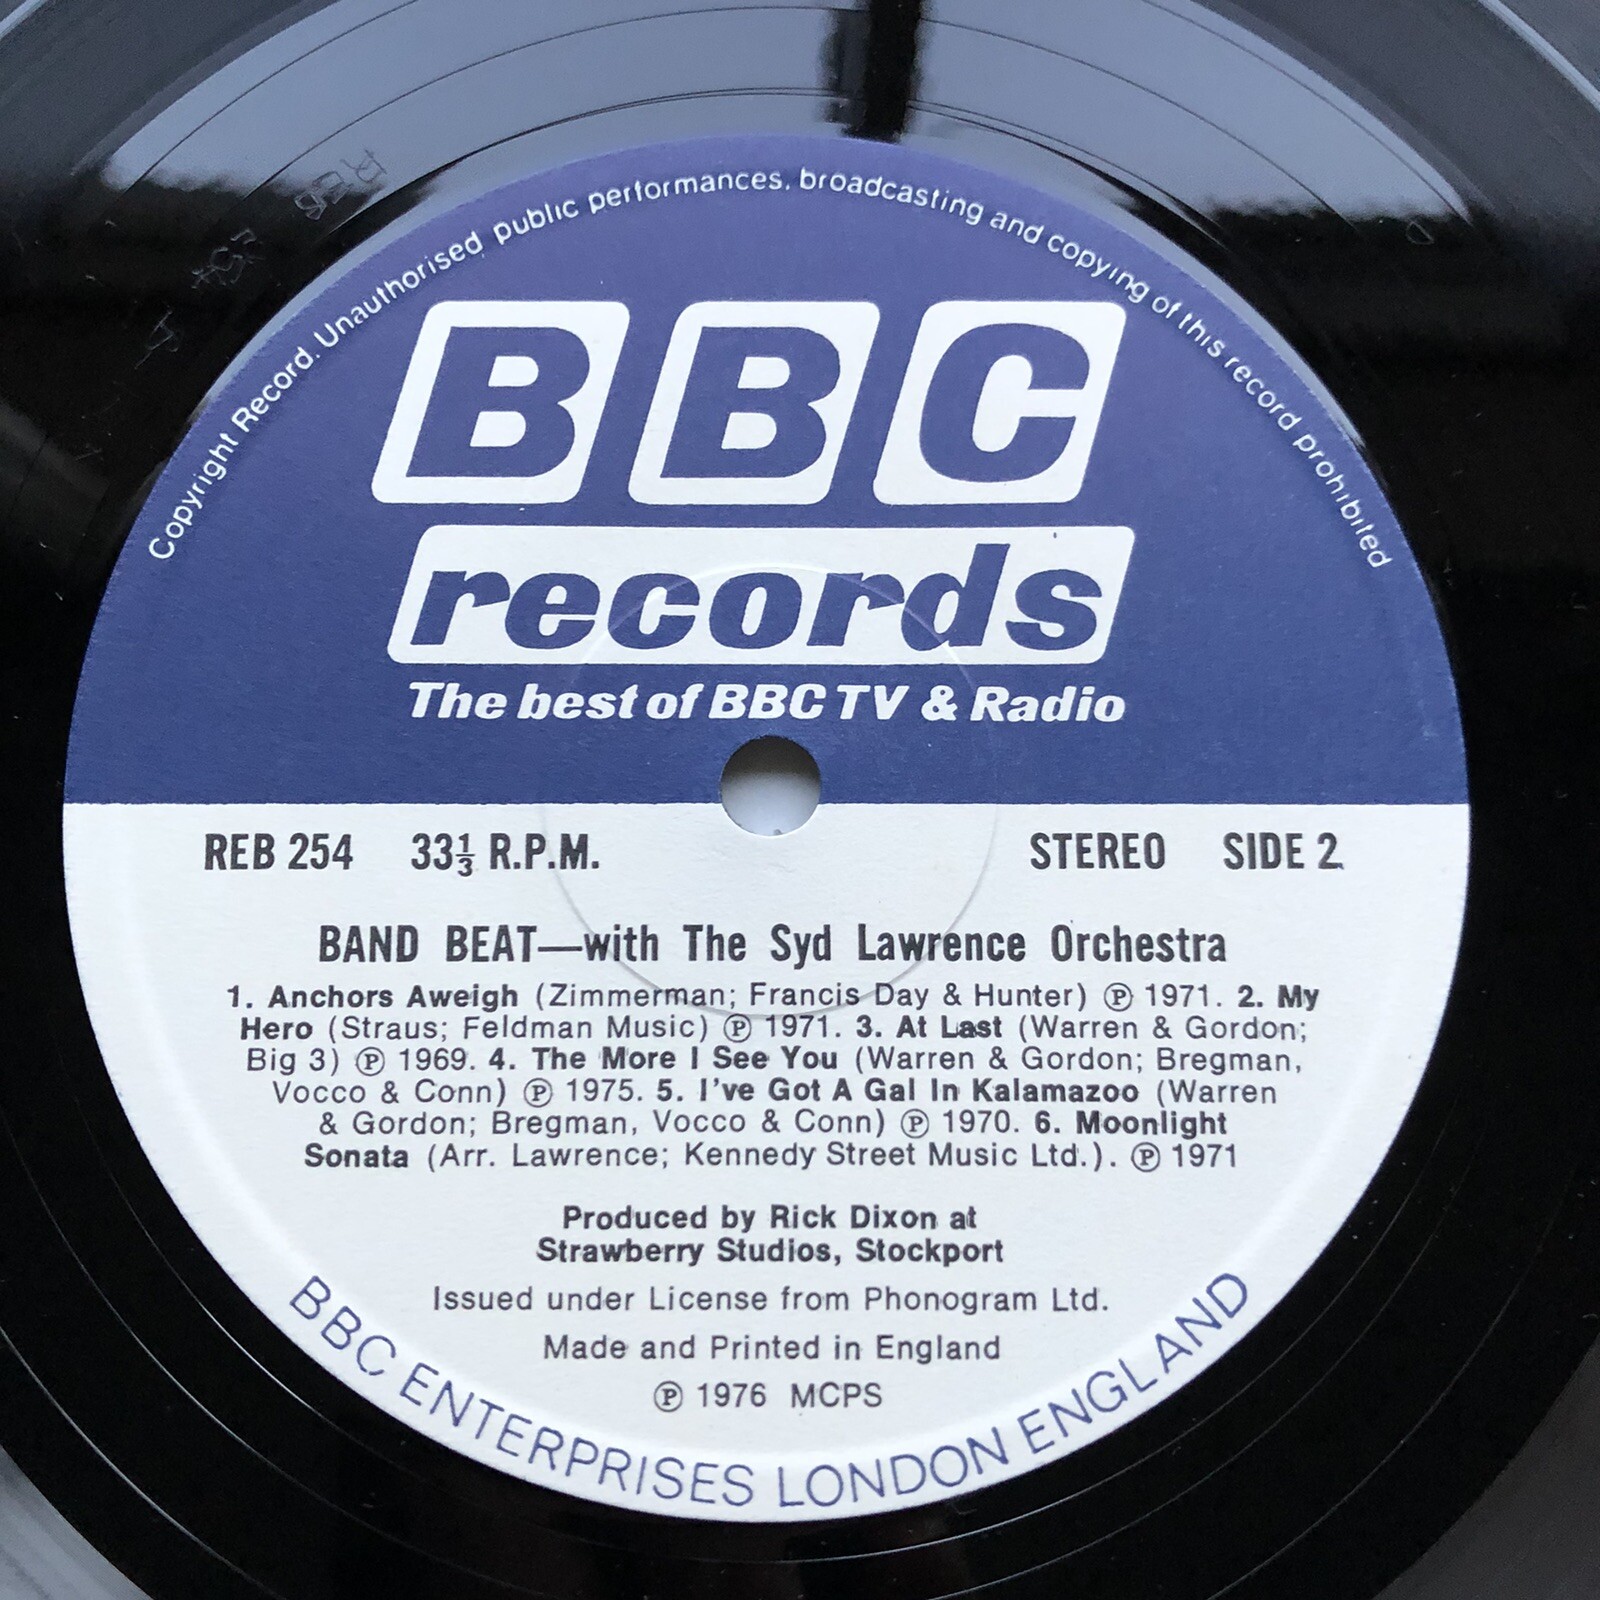 Copyright Record. Unauthorised public performances, broadcasting and copying of this record prohibited
BBC
records
The best of BBC TV & Radio
REB 254 33⅓ R.P.M. STEREO SIDE 2
BAND BEAT—with The Syd Lawrence Orchestra
1. Anchors Aweigh (Zimmerman; Francis Day & Hunter) ℗ 1971. 2. My
Hero (Straus; Feldman Music) ℗ 1971. 3. At Last (Warren & Gordon;
Big 3) ℗ 1969. 4. The More I See You (Warren & Gordon; Bregman,
Vocco & Conn) ℗ 1975. 5. I've Got A Gal In Kalamazoo (Warren
& Gordon; Bregman, Vocco & Conn) ℗ 1970. 6. Moonlight
Sonata (Arr. Lawrence; Kennedy Street Music Ltd.). ℗ 1971
Produced by Rick Dixon at
Strawberry Studios, Stockport
Issued under License from Phonogram Ltd.
Made and Printed in England
℗ 1976 MCPS
BBC ENTERPRISES LONDON ENGLAND